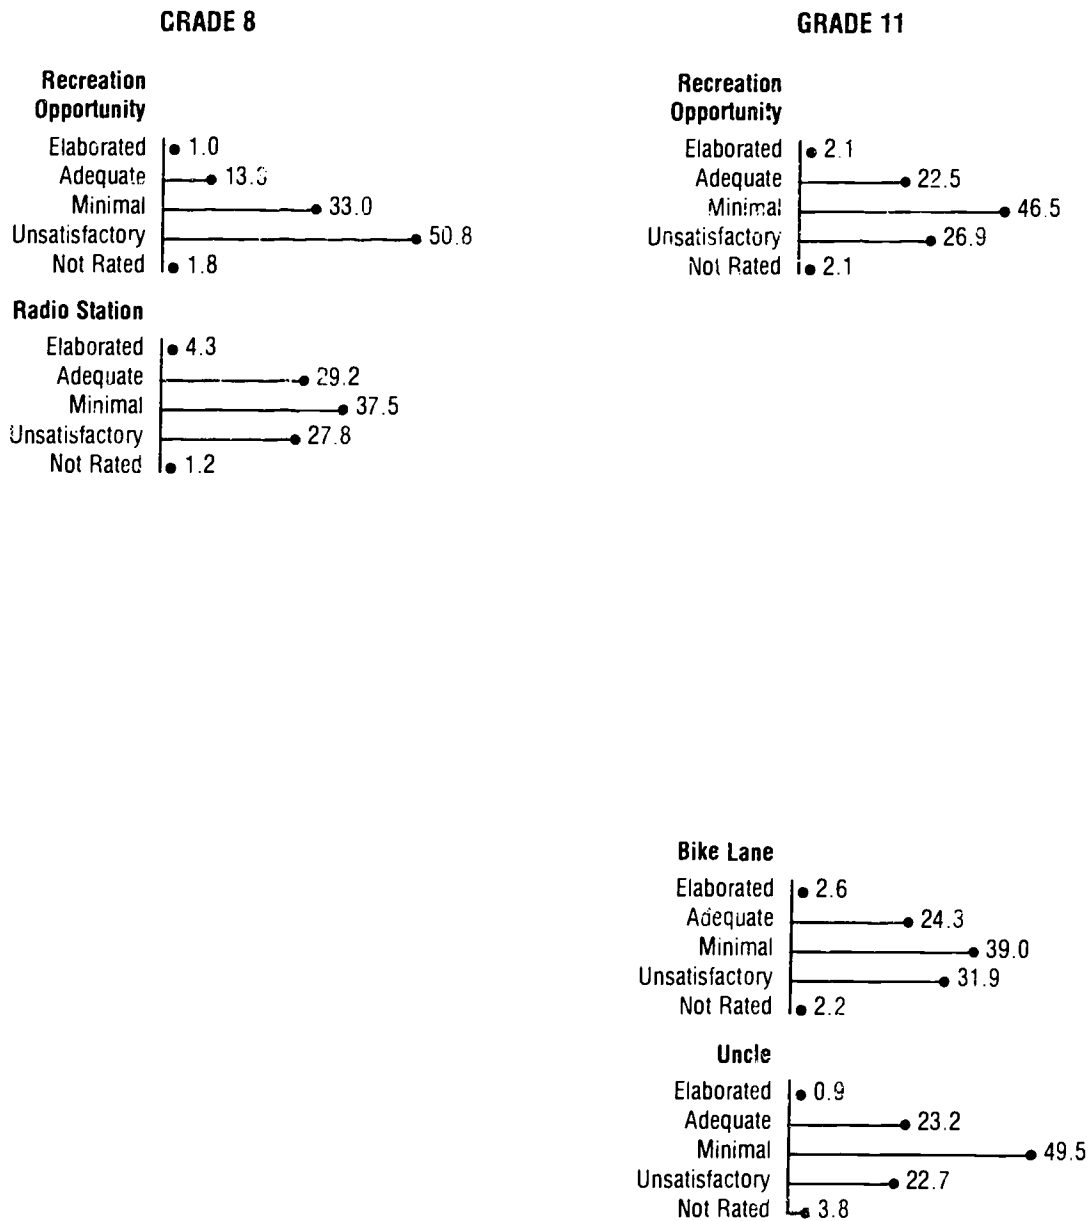 CRADE 8
Recreation
Opportunity
Elaborated 1.0
Adequate
Minimal 33.0
Unsatisfactory 50.8
Not Rated 1.8
Radio Station
Elaborated 4.3
Adequate 29.2
Minimal 37.5
Unsatisfactory 27.8
Not Rated 1.2
GRADE 11
Recreation
Opportunity
Elaborated 2.1
Adequate 22.5
Minimal 46.5
Unsatisfactory 26.9
Not Rated 2.1
Bike Lane
Elaborated 2.6
Adequate 24.3
Minimal 39.0
Unsatisfactory 31.9
Not Rated 2.2
Uncle
Elaborated 0.9
Adequate 23.2
Minimal 49.5
Unsatisfactory 22.7
Not Rated 3.8